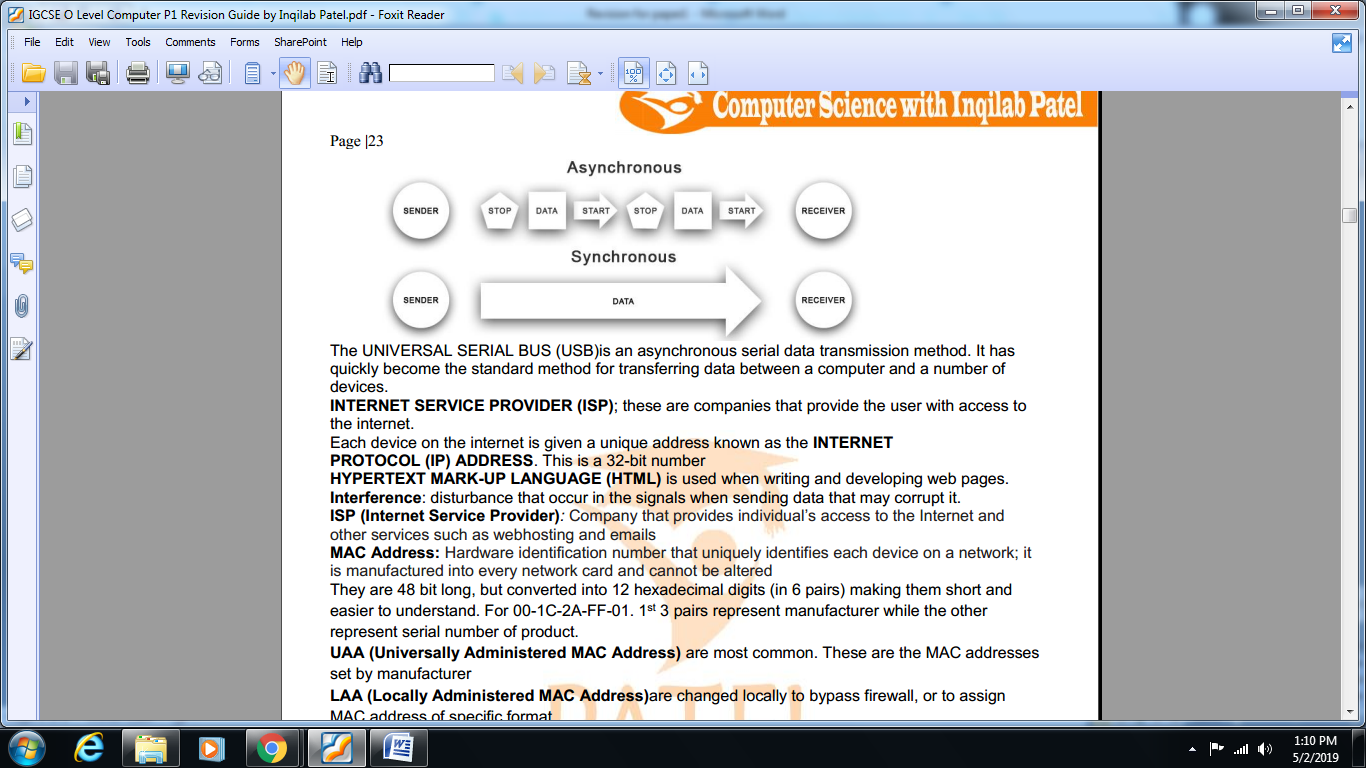 IGCSE O Level Computer P1 Revision Guide by Inqilab Patel.pdf - Foxit Reader
File Edit View Tools Comments Forms SharePoint Help
100 %
Computer Science with Inqilab Patel
Page |23
Asynchronous
SENDER STOP DATA START STOP DATA START RECEIVER
Synchronous
SENDER DATA RECEIVER
The UNIVERSAL SERIAL BUS (USB)is an asynchronous serial data transmission method. It has
quickly become the standard method for transferring data between a computer and a number of
devices.
INTERNET SERVICE PROVIDER (ISP); these are companies that provide the user with access to
the internet.
Each device on the internet is given a unique address known as the INTERNET
PROTOCOL (IP) ADDRESS. This is a 32-bit number
HYPERTEXT MARK-UP LANGUAGE (HTML) is used when writing and developing web pages.
Interference: disturbance that occur in the signals when sending data that may corrupt it.
ISP (Internet Service Provider): Company that provides individual's access to the Internet and
other services such as webhosting and emails
MAC Address: Hardware identification number that uniquely identifies each device on a network; it
is manufactured into every network card and cannot be altered
They are 48 bit long, but converted into 12 hexadecimal digits (in 6 pairs) making them short and
easier to understand. For 00-1C-2A-FF-01. 1st 3 pairs represent manufacturer while the other
represent serial number of product.
UAA (Universally Administered MAC Address) are most common. These are the MAC addresses
set by manufacturer
LAA (Locally Administered MAC Address)are changed locally to bypass firewall, or to assign
MAC address of specific format
1:10 PM
5/2/2019